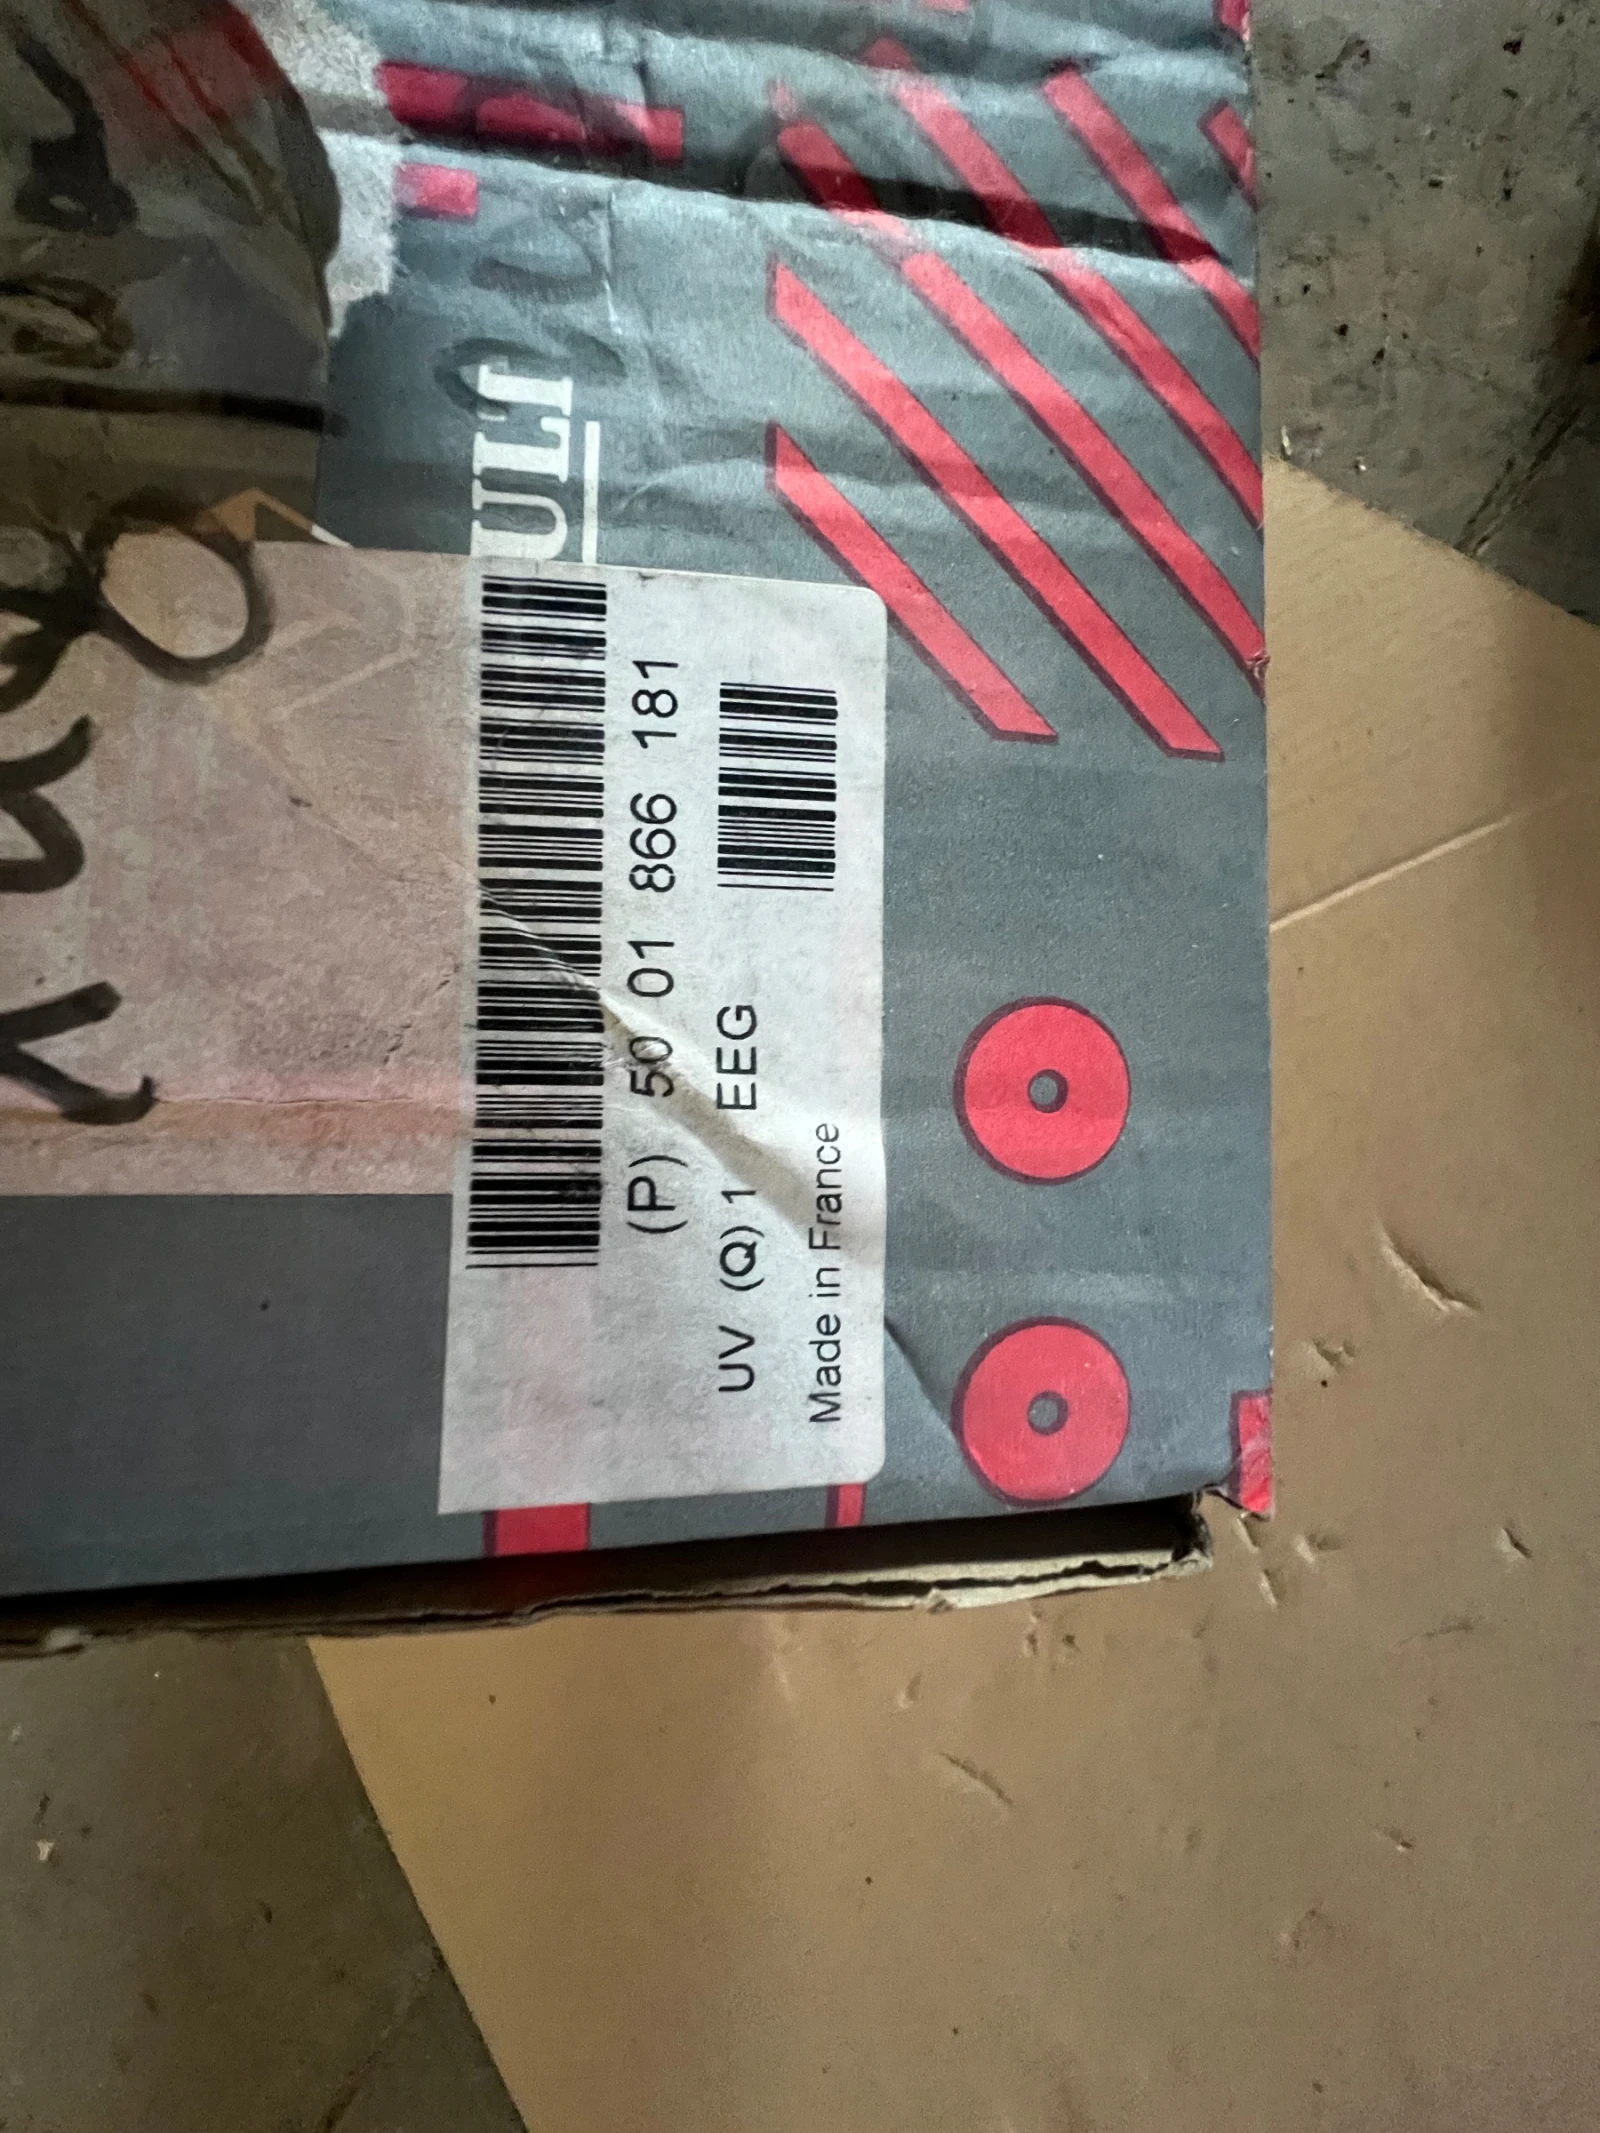 ULT
(P) 50 01 866 181
UV (Q) 1 EEG
Made in France